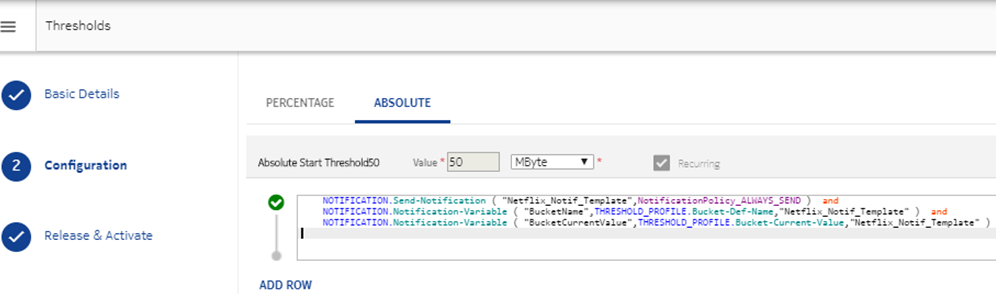 Thresholds
Basic Details
PERCENTAGE ABSOLUTE
2 Configuration
Absolute Start Threshold50 Value * 50 MByte * Recurring
NOTIFICATION.Send-Notification ( "Netflix_Notif_Template",NotificationPolicy_ALWAYS_SEND ) and
NOTIFICATION.Notification-Variable ( "BucketName",THRESHOLD_PROFILE.Bucket-Def-Name,"Netflix_Notif_Template" ) and
NOTIFICATION.Notification-Variable ( "BucketCurrentValue",THRESHOLD_PROFILE.Bucket-Current-Value,"Netflix_Notif_Template" )
Release & Activate
ADD ROW